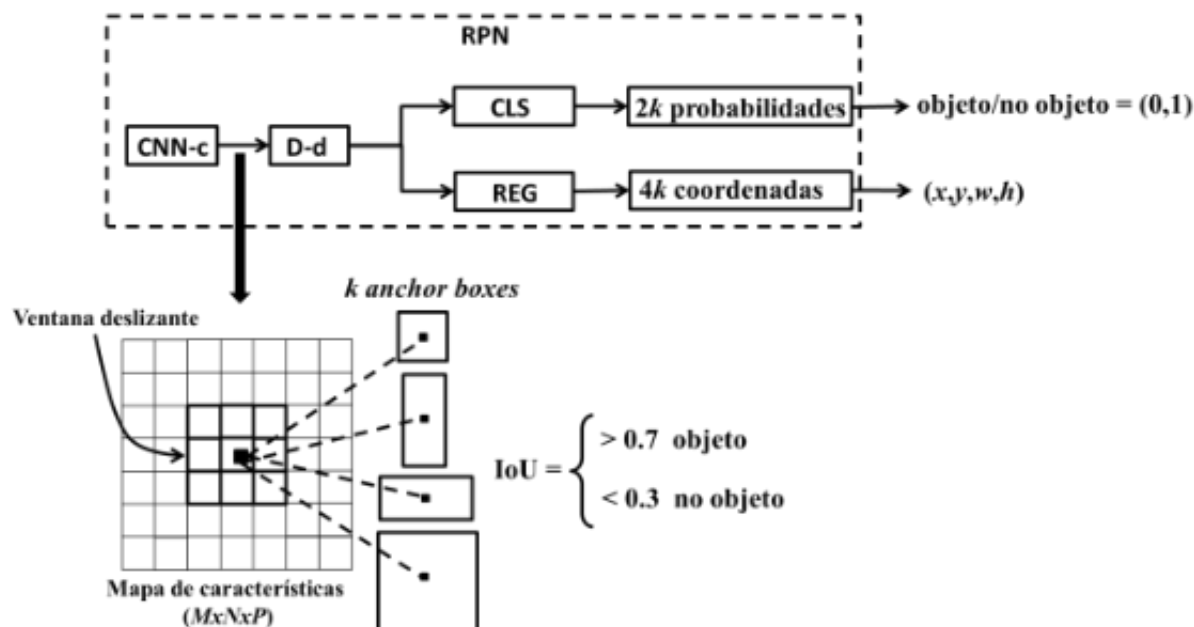 RPN
CLS
2k probabilidades
objeto/no objeto = (0,1)
CNN-c
D-d
REG
4k coordenadas
(x,y,w,h)
k anchor boxes
Ventana deslizante
IoU =
> 0.7 objeto
< 0.3 no objeto
Mapa de características
(MxNxP)